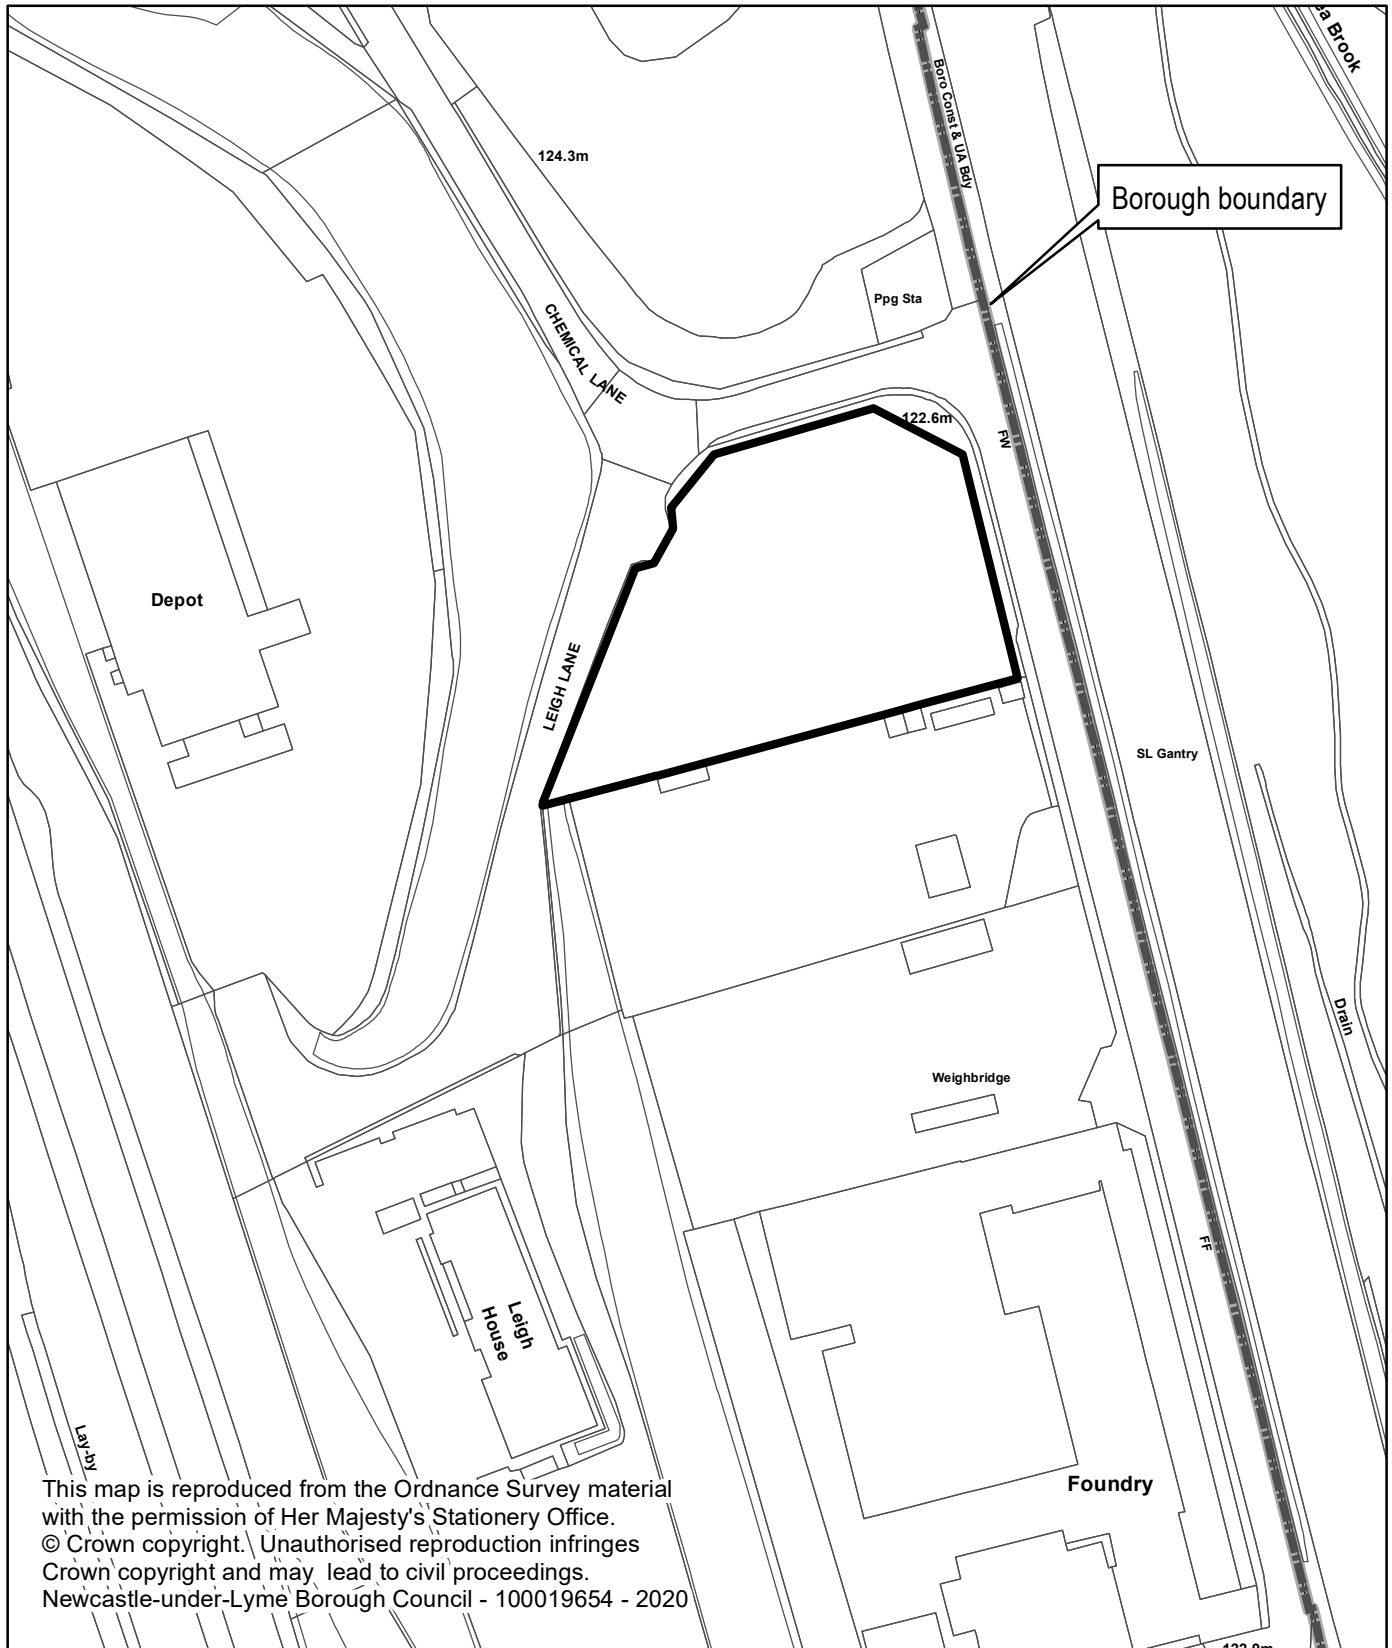 ea Brook
Boro Const & UA Bdy
124.3m
Borough boundary
Ppg Sta
CHEMICAL LANE
122.6m
FW
Depot
LEIGH LANE
SL Gantry
Drain
Weighbridge
FF
Leigh
House
Lay-by
Foundry
This map is reproduced from the Ordnance Survey material
with the permission of Her Majesty's Stationery Office.
© Crown copyright. Unauthorised reproduction infringes
Crown copyright and may lead to civil proceedings.
Newcastle-under-Lyme Borough Council - 100019654 - 2020